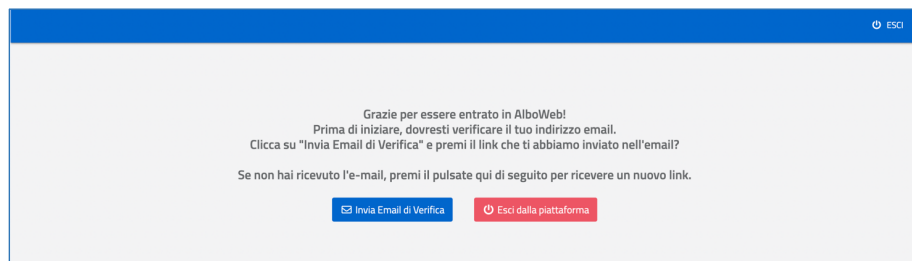 ESCI
Grazie per essere entrato in AlboWeb!
Prima di iniziare, dovresti verificare il tuo indirizzo email.
Clicca su "Invia Email di Verifica" e premi il link che ti abbiamo inviato nell'email?
Se non hai ricevuto l'e-mail, premi il pulsate qui di seguito per ricevere un nuovo link.
Invia Email di Verifica Esci dalla piattaforma